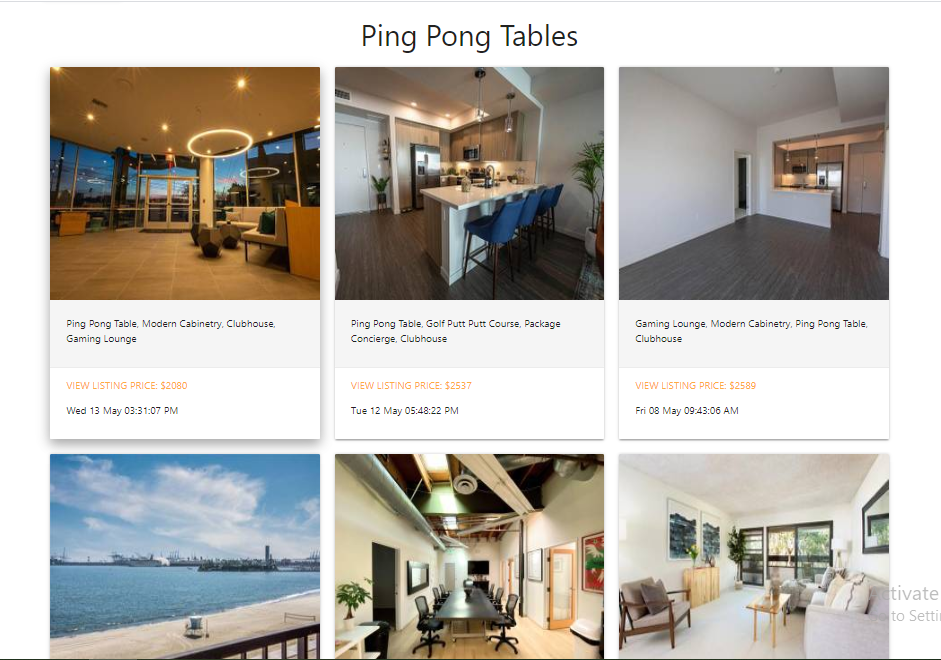 Ping Pong Tables
Ping Pong Table, Modern Cabinetry, Clubhouse,
Gaming Lounge
VIEW LISTING PRICE: $2080
Wed 13 May 03:31:07 PM
Ping Pong Table, Golf Putt Putt Course, Package
Concierge, Clubhouse
VIEW LISTING PRICE: $2537
Tue 12 May 05:48:22 PM
Gaming Lounge, Modern Cabinetry, Ping Pong Table,
Clubhouse
VIEW LISTING PRICE: $2589
Fri 08 May 09:43:06 AM